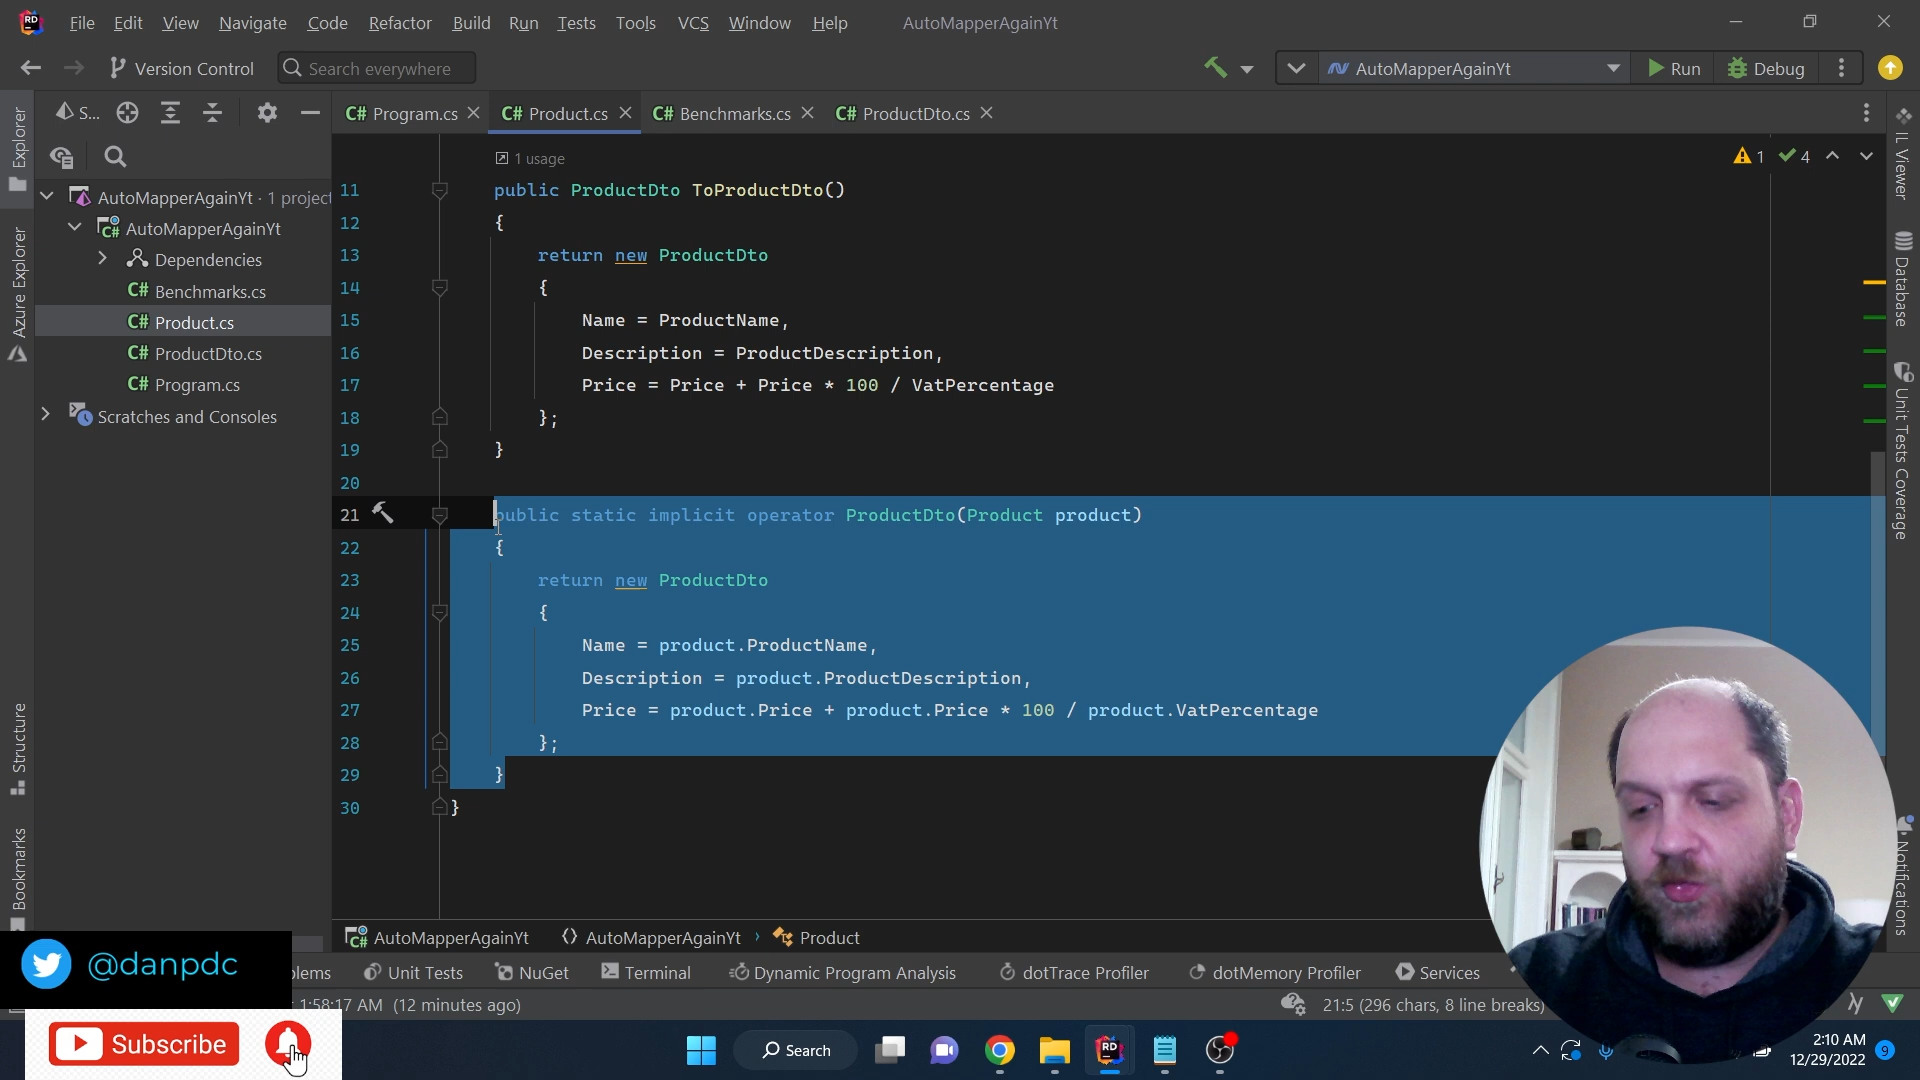 File Edit View Navigate Code Refactor Build Run Tests Tools VCS Window Help AutoMapperAgainYt
Version Control Search everywhere AutoMapperAgainYt Run Debug
S... C# Program.cs C# Product.cs C# Benchmarks.cs C# ProductDto.cs
1 usage
1 4
AutoMapperAgainYt · 1 project
AutoMapperAgainYt
Dependencies
C# Benchmarks.cs
C# Product.cs
C# ProductDto.cs
C# Program.cs
Scratches and Consoles
Explorer
Azure Explorer
Structure
Bookmarks
11 public ProductDto ToProductDto()
12 {
13 return new ProductDto
14 {
15 Name = ProductName,
16 Description = ProductDescription,
17 Price = Price + Price * 100 / VatPercentage
18 };
19 }
20
21 public static implicit operator ProductDto(Product product)
22 {
23 return new ProductDto
24 {
25 Name = product.ProductName,
26 Description = product.ProductDescription,
27 Price = product.Price + product.Price * 100 / product.VatPercentage
28 };
29 }
30 }
IL Viewer
Database
Unit Tests Coverage
Notifications
AutoMapperAgainYt AutoMapperAgainYt › Product
@danpdc
blems Unit Tests NuGet Terminal Dynamic Program Analysis dotTrace Profiler dotMemory Profiler Services
1:58:17 AM (12 minutes ago) 21:5 (296 chars, 8 line breaks)
Subscribe
Search
2:10 AM
12/29/2022
9